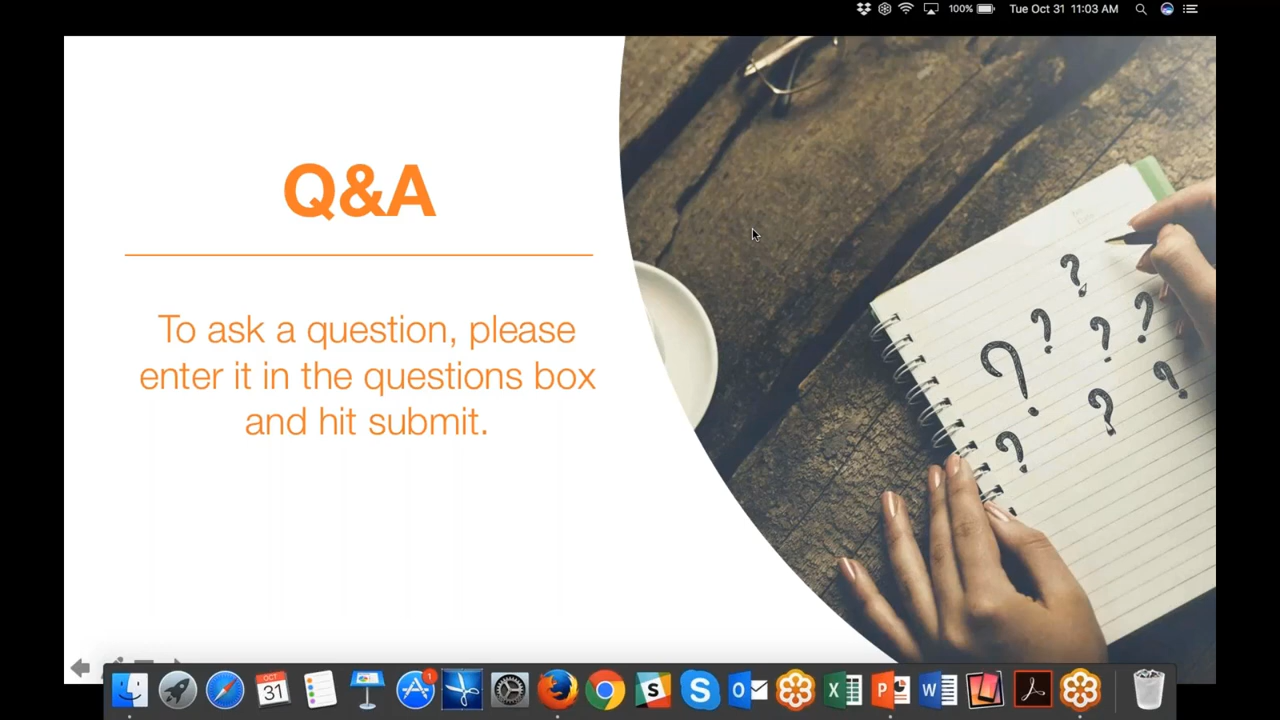 100% Tue Oct 31 11:03 AM
Q&A
To ask a question, please
enter it in the questions box
and hit submit.
? ? ? ? ? ? ? ?
OCT
31
1
S
S
O
X
P
W